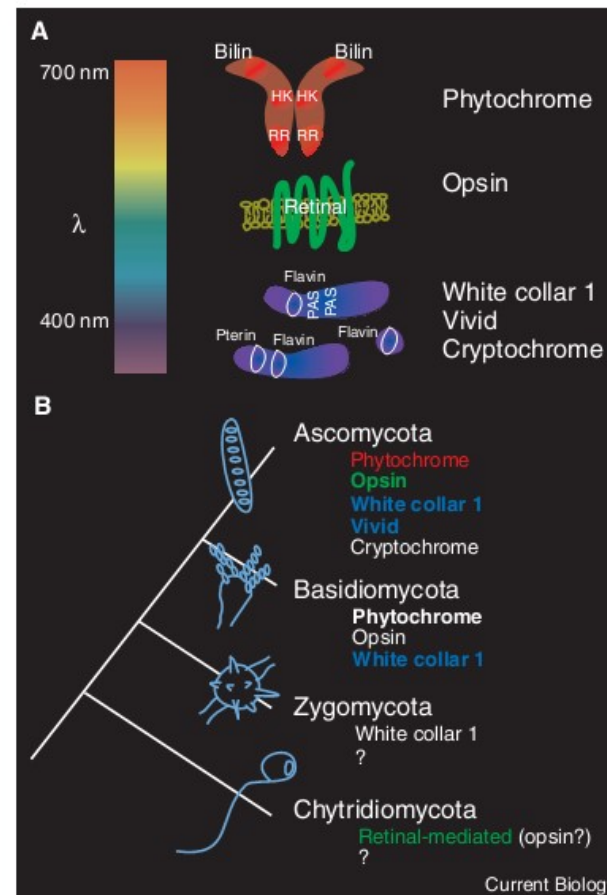 A
700 nm
λ
400 nm
Bilin Bilin
HK HK
RR RR
Phytochrome
Retinal
Opsin
Flavin
PAS PAS
Pterin Flavin Flavin
White collar 1
Vivid
Cryptochrome
B
Ascomycota
Phytochrome
Opsin
White collar 1
Vivid
Cryptochrome
Basidiomycota
Phytochrome
Opsin
White collar 1
Zygomycota
White collar 1
?
Chytridiomycota
Retinal-mediated (opsin?)
?
Current Biolog